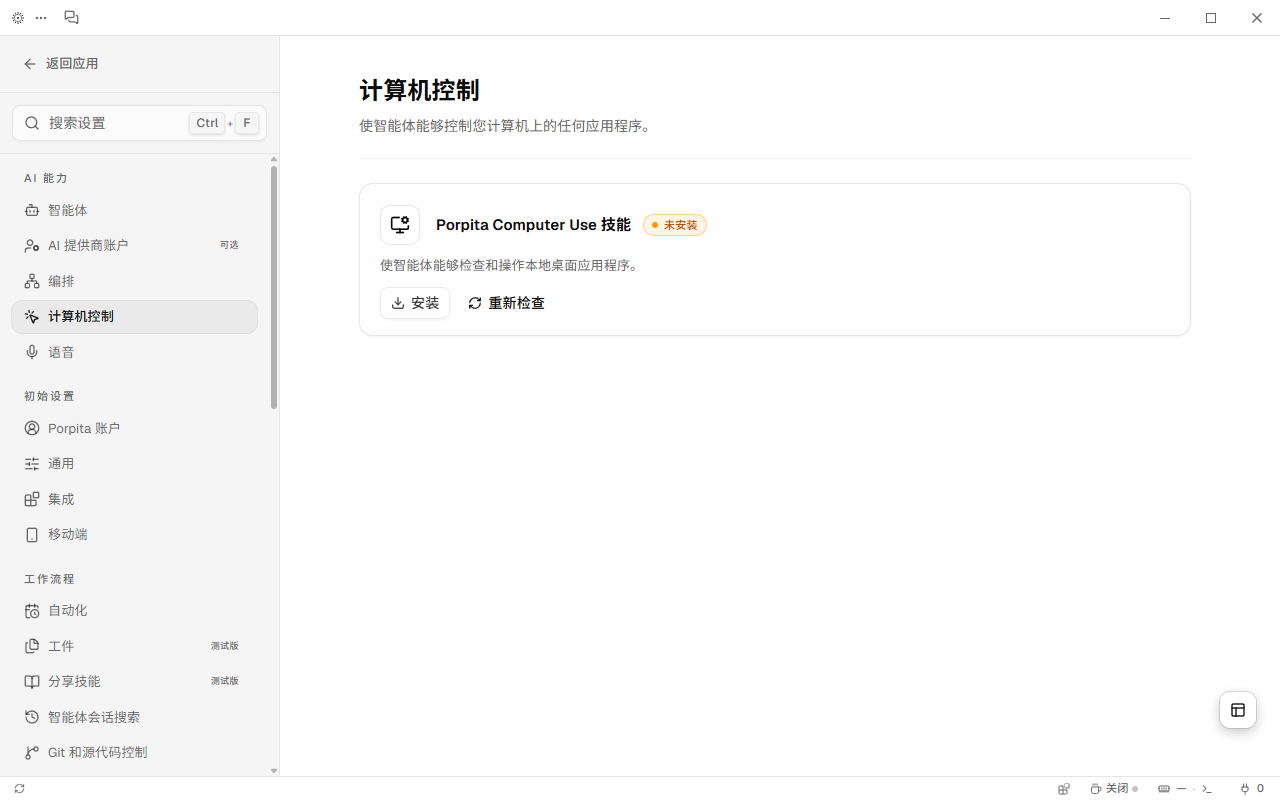 返回应用
搜索设置 Ctrl + F
AI 能力
智能体
AI 提供商账户 可选
编排
计算机控制
语音
初始设置
Porpita 账户
通用
集成
移动端
工作流程
自动化
工件 测试版
分享技能 测试版
智能体会话搜索
Git 和源代码控制
计算机控制
使智能体能够控制您计算机上的任何应用程序。
Porpita Computer Use 技能 未安装
使智能体能够检查和操作本地桌面应用程序。
安装 重新检查
关闭 — · 0